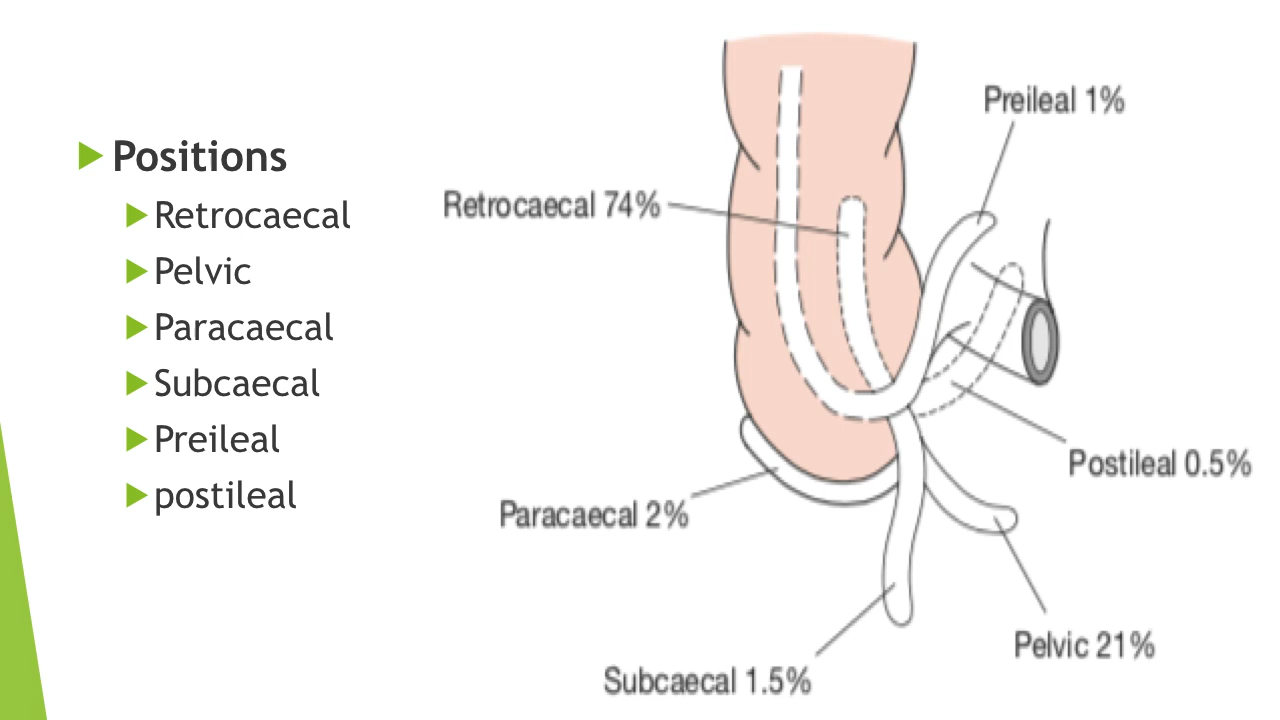 Positions
Retrocaecal
Pelvic
Paracaecal
Subcaecal
Preileal
postileal
Preileal 1%
Retrocaecal 74%
Postileal 0.5%
Paracaecal 2%
Pelvic 21%
Subcaecal 1.5%